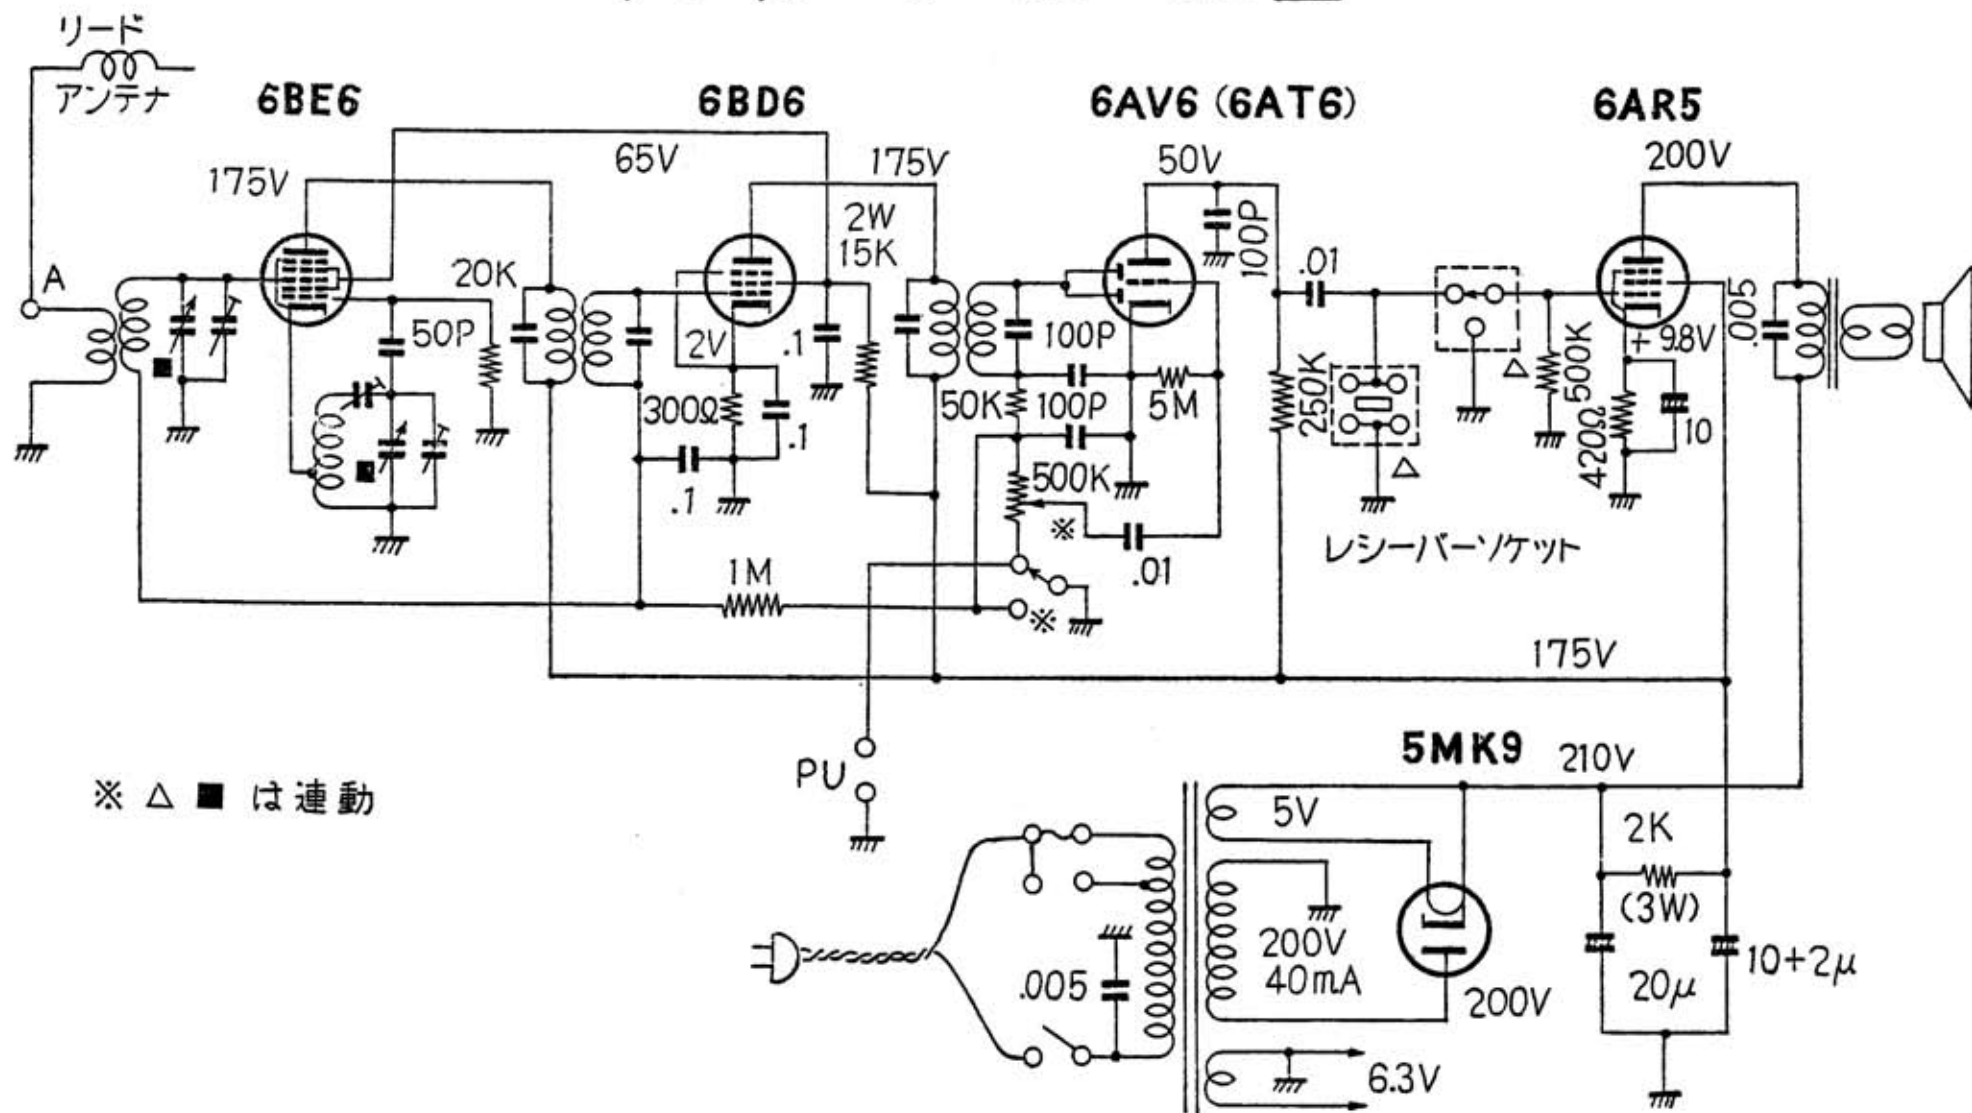 リード
アンテナ
6BE6
6BD6
6AV6 (6AT6)
6AR5
175V
65V
175V
50V
200V
A
20K
2W
15K
100P
.01
50P
2V
.1
100P
+9.8V
.005
300Ω
.1
50K
100P
5M
250K
△
500K
420Ω
10
.1
500K
※
.01
△
レシーバーソケット
1M
※
175V
PU
5MK9
210V
※ △ ■ は連動
5V
2K
(3W)
200V
40mA
.005
200V
20μ
10+2μ
6.3V